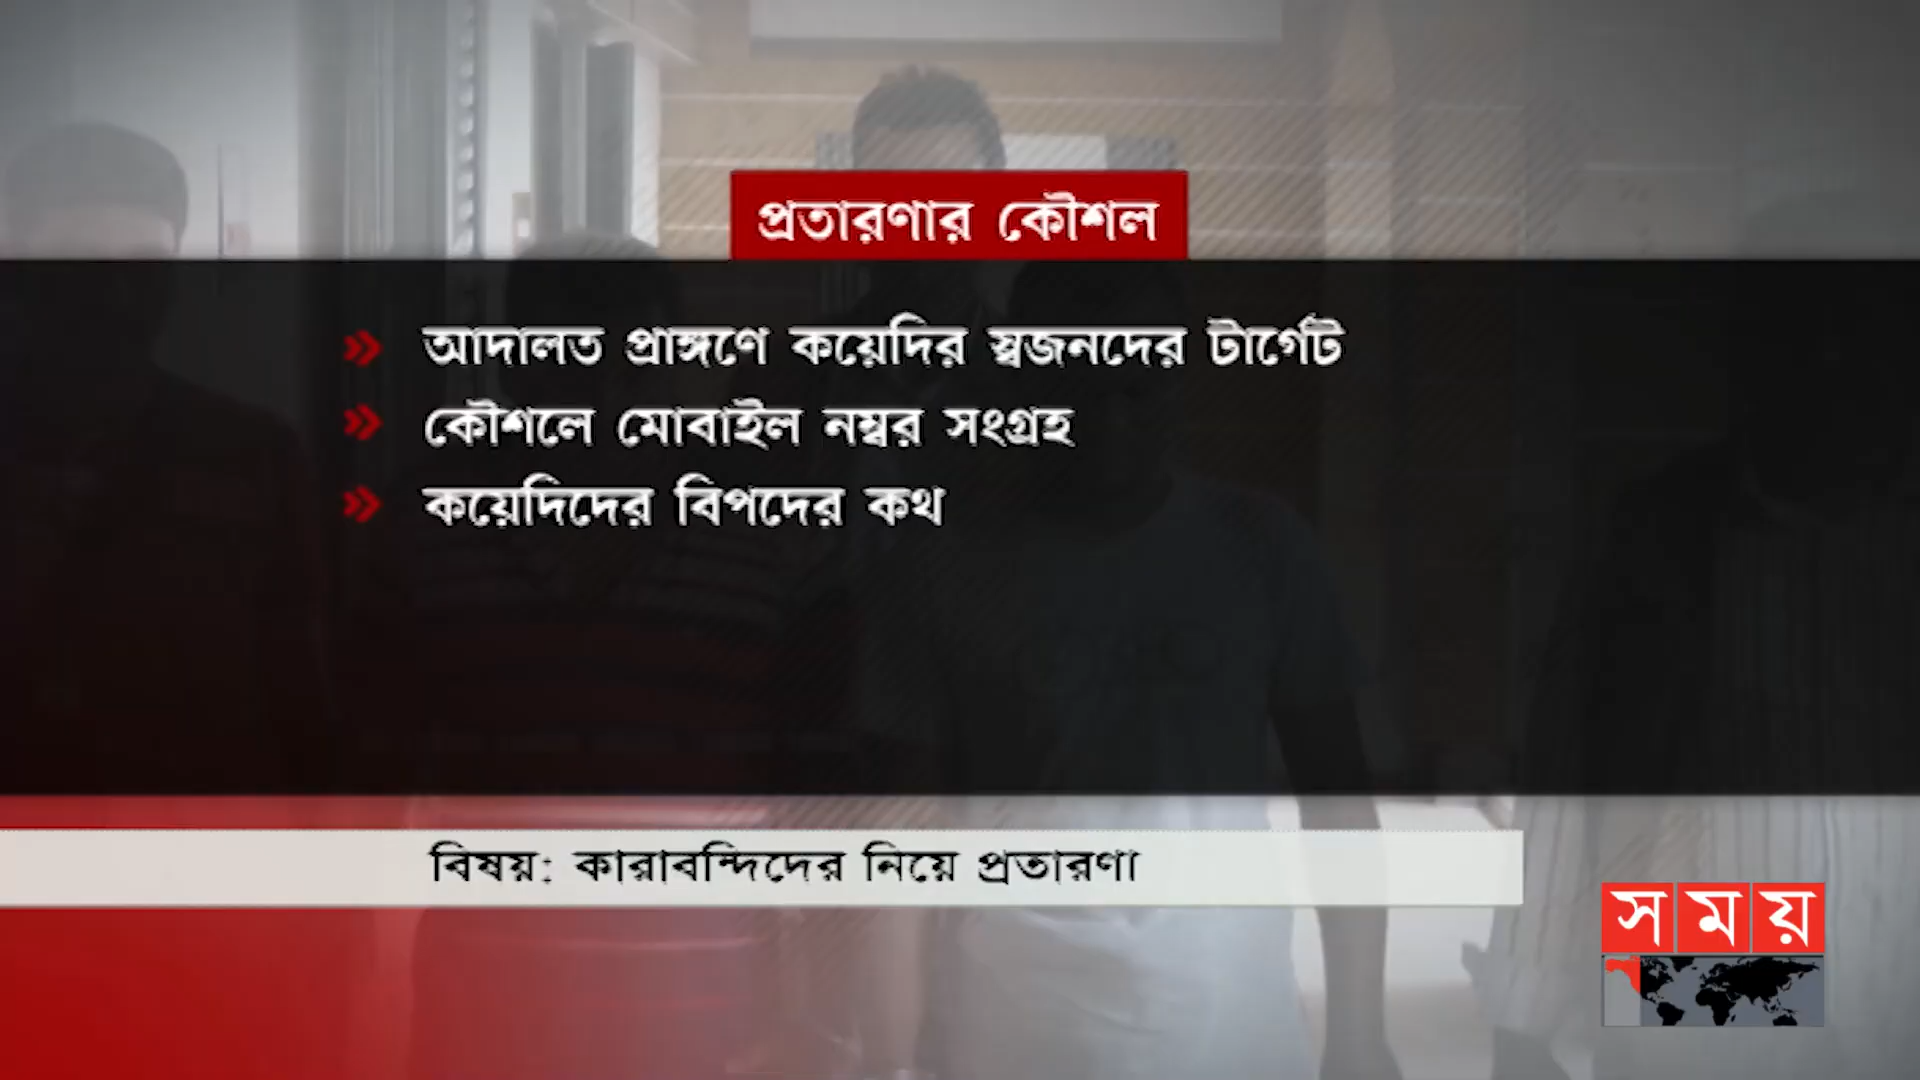 প্রতারণার কৌশল
আদালত প্রাঙ্গণে কয়েদির স্বজনদের টার্গেট
কৌশলে মোবাইল নম্বর সংগ্রহ
কয়েদিদের বিপদের কথ
বিষয়: কারাবন্দিদের নিয়ে প্রতারণা
সময়